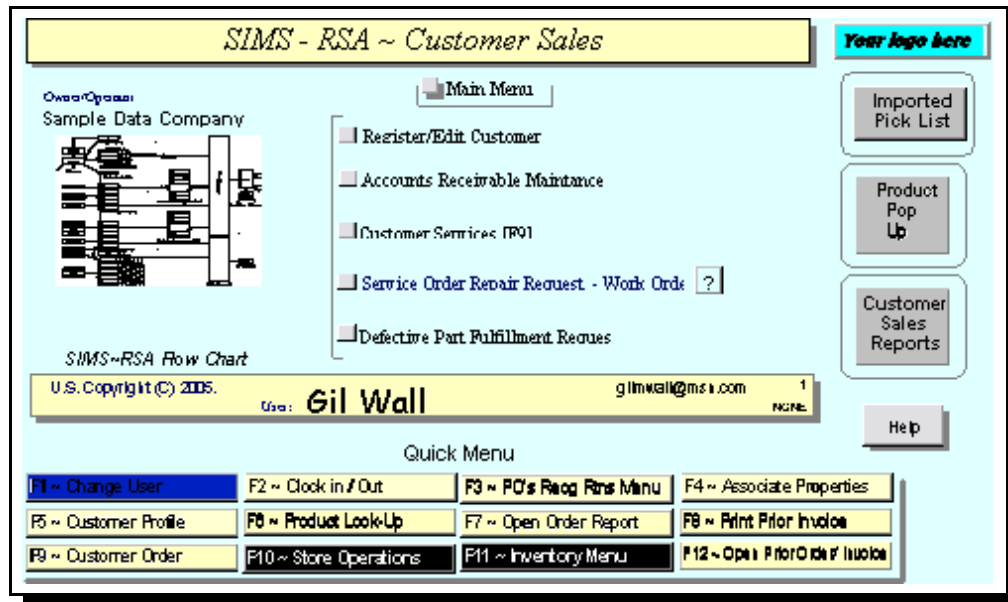 SIMS - RSA ~ Customer Sales
Your logo here
Main Menu
Owner/Operator
Sample Data Company
Register/Edit Customer
Accounts Receivable Maintance
Customer Services [F9]
Service Order Repair Request - Work Orde ?
Defective Part Fulfillment Reques
SIMS~RSA Flow Chart
Imported
Pick List
Product
Pop
Up
Customer
Sales
Reports
U.S. Copyright (C) 2005.
User: Gil Wall
gilmwall@msn.com
1
NONE
Help
Quick Menu
F1 ~ Change User
F2 ~ Clock in / Out
F3 ~ PO's Recg Rtns Menu
F4 ~ Associate Properties
F5 ~ Customer Profile
F6 ~ Product Look-Up
F7 ~ Open Order Report
F8 ~ Print Prior Invoice
F9 ~ Customer Order
F10 ~ Store Operations
F11 ~ Inventory Menu
F12 ~ Open Prior Order/ Invoice